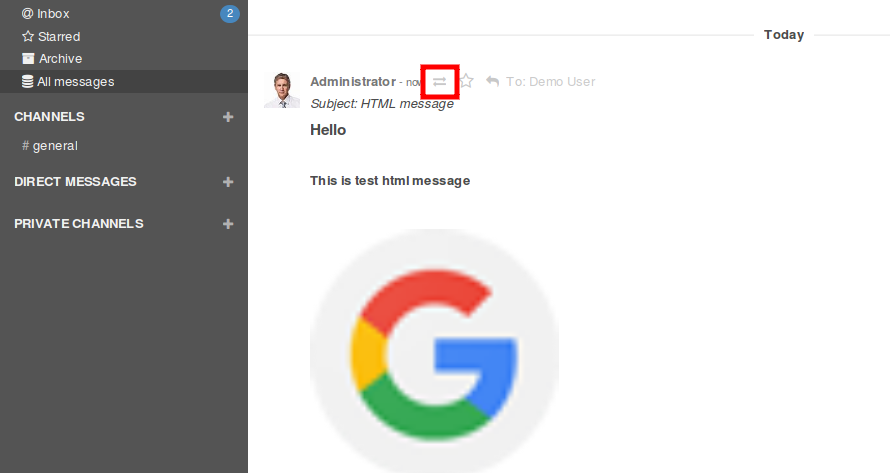 @ Inbox 2
Starred
Archive
All messages
CHANNELS +
# general
DIRECT MESSAGES +
PRIVATE CHANNELS +
Today
Administrator - now To: Demo User
Subject: HTML message
Hello
This is test html message